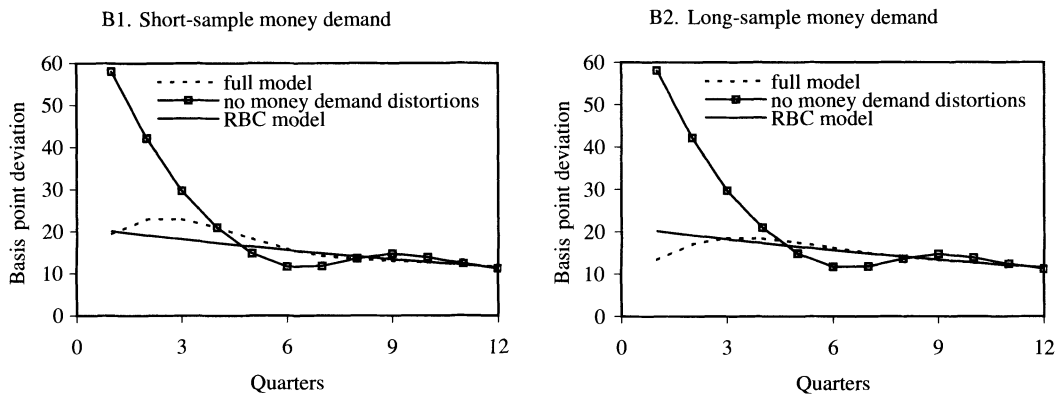 B1. Short-sample money demand
60
50
40
30
20
10
0
Basis point deviation
full model
no money demand distortions
RBC model
0 3 6 9 12
Quarters
B2. Long-sample money demand
60
50
40
30
20
10
0
Basis point deviation
full model
no money demand distortions
RBC model
0 3 6 9 12
Quarters